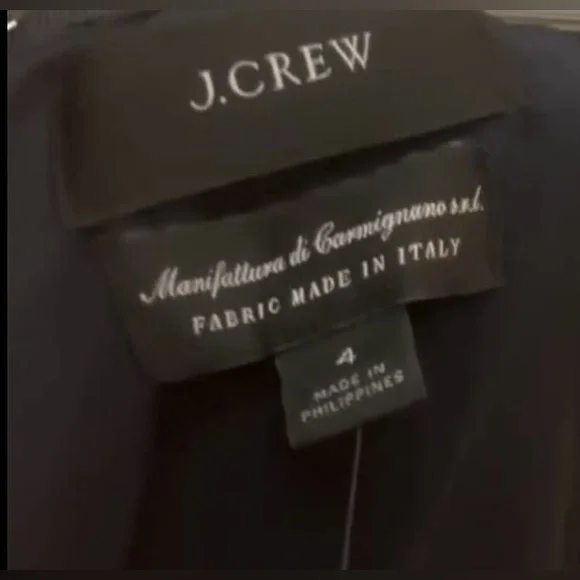 J.CREW
Manifattura di Carmignano s.r.l.
FABRIC MADE IN ITALY
4
MADE IN
PHILIPPINES